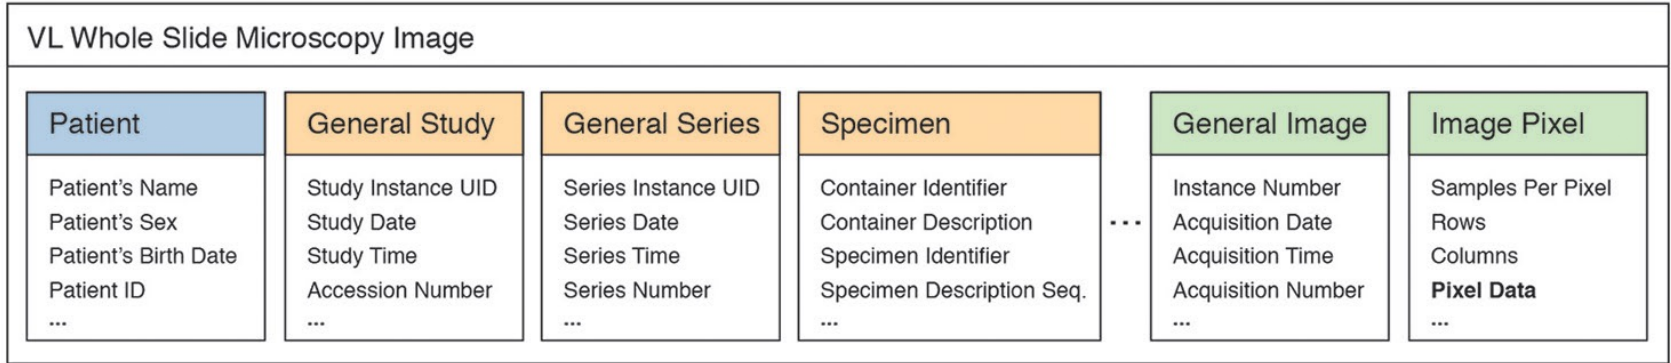 VL Whole Slide Microscopy Image
Patient
Patient's Name
Patient's Sex
Patient's Birth Date
Patient ID
...
General Study
Study Instance UID
Study Date
Study Time
Accession Number
...
General Series
Series Instance UID
Series Date
Series Time
Series Number
...
Specimen
Container Identifier
Container Description
Specimen Identifier
Specimen Description Seq.
...
...
General Image
Instance Number
Acquisition Date
Acquisition Time
Acquisition Number
...
Image Pixel
Samples Per Pixel
Rows
Columns
Pixel Data
...